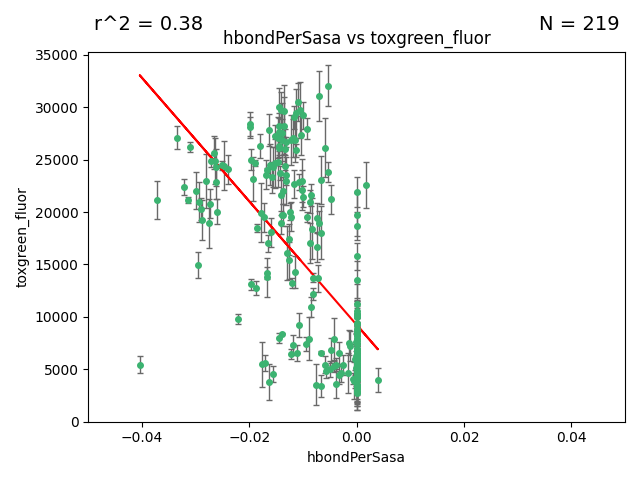 r^2 = 0.38
N = 219
hbondPerSasa vs toxgreen_fluor
35000
30000
25000
20000
15000
10000
5000
0
toxgreen_fluor
−0.04
−0.02
0.00
0.02
0.04
hbondPerSasa